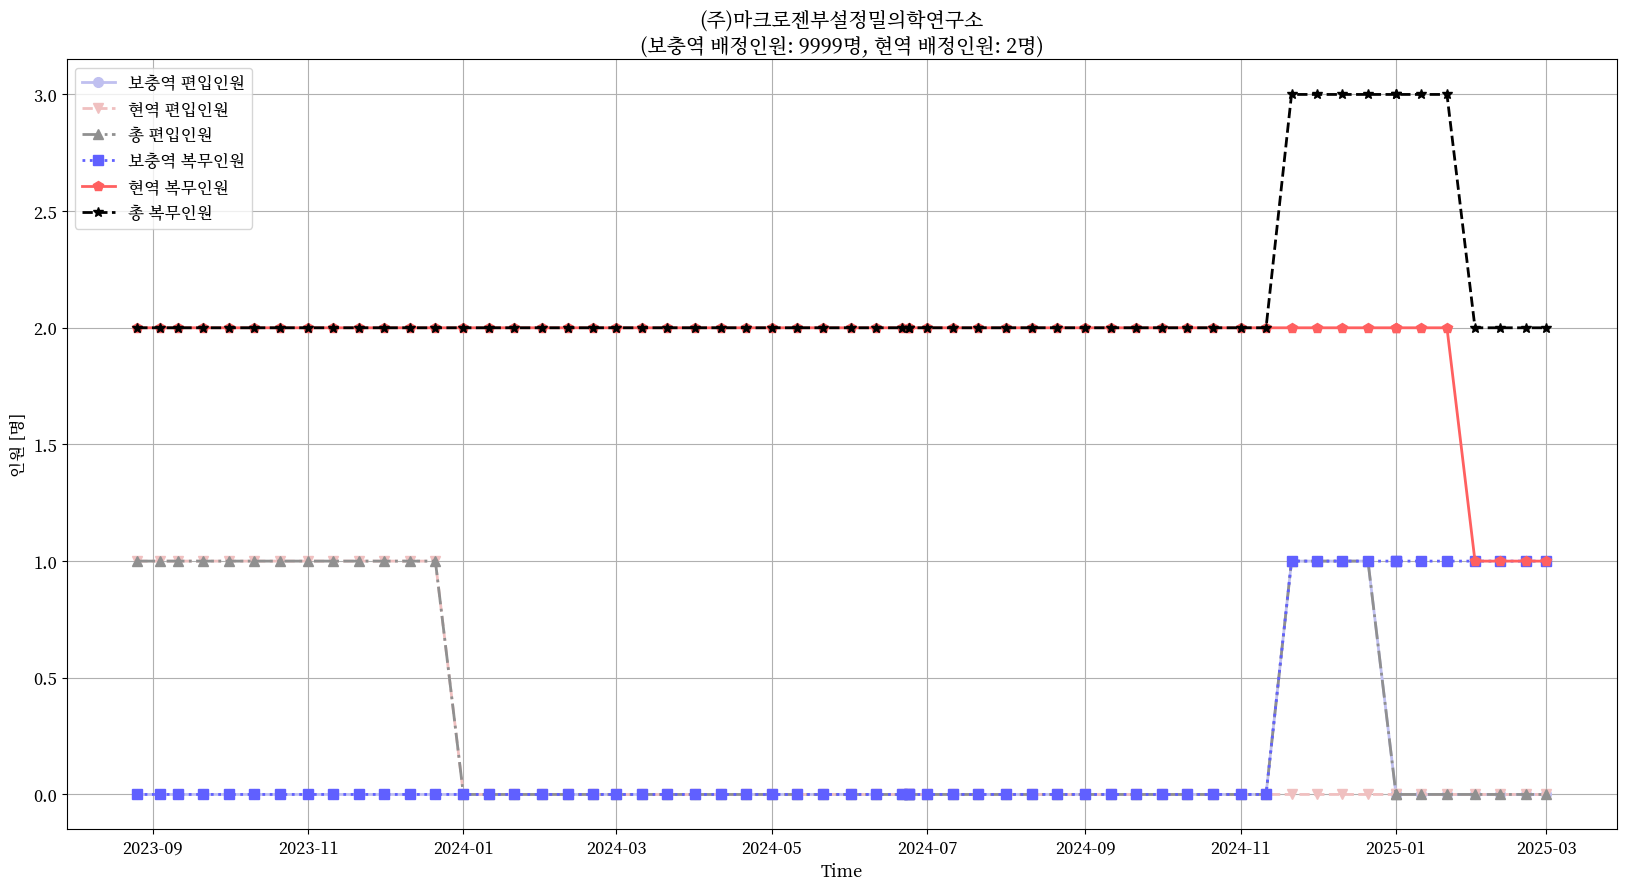 (주)마크로젠부설정밀의학연구소
(보충역 배정인원: 9999명, 현역 배정인원: 2명)
보충역 편입인원
현역 편입인원
총 편입인원
보충역 복무인원
현역 복무인원
총 복무인원
3.0
2.5
2.0
1.5
1.0
0.5
0.0
인원 [명]
2023-09
2023-11
2024-01
2024-03
2024-05
2024-07
2024-09
2024-11
2025-01
2025-03
Time